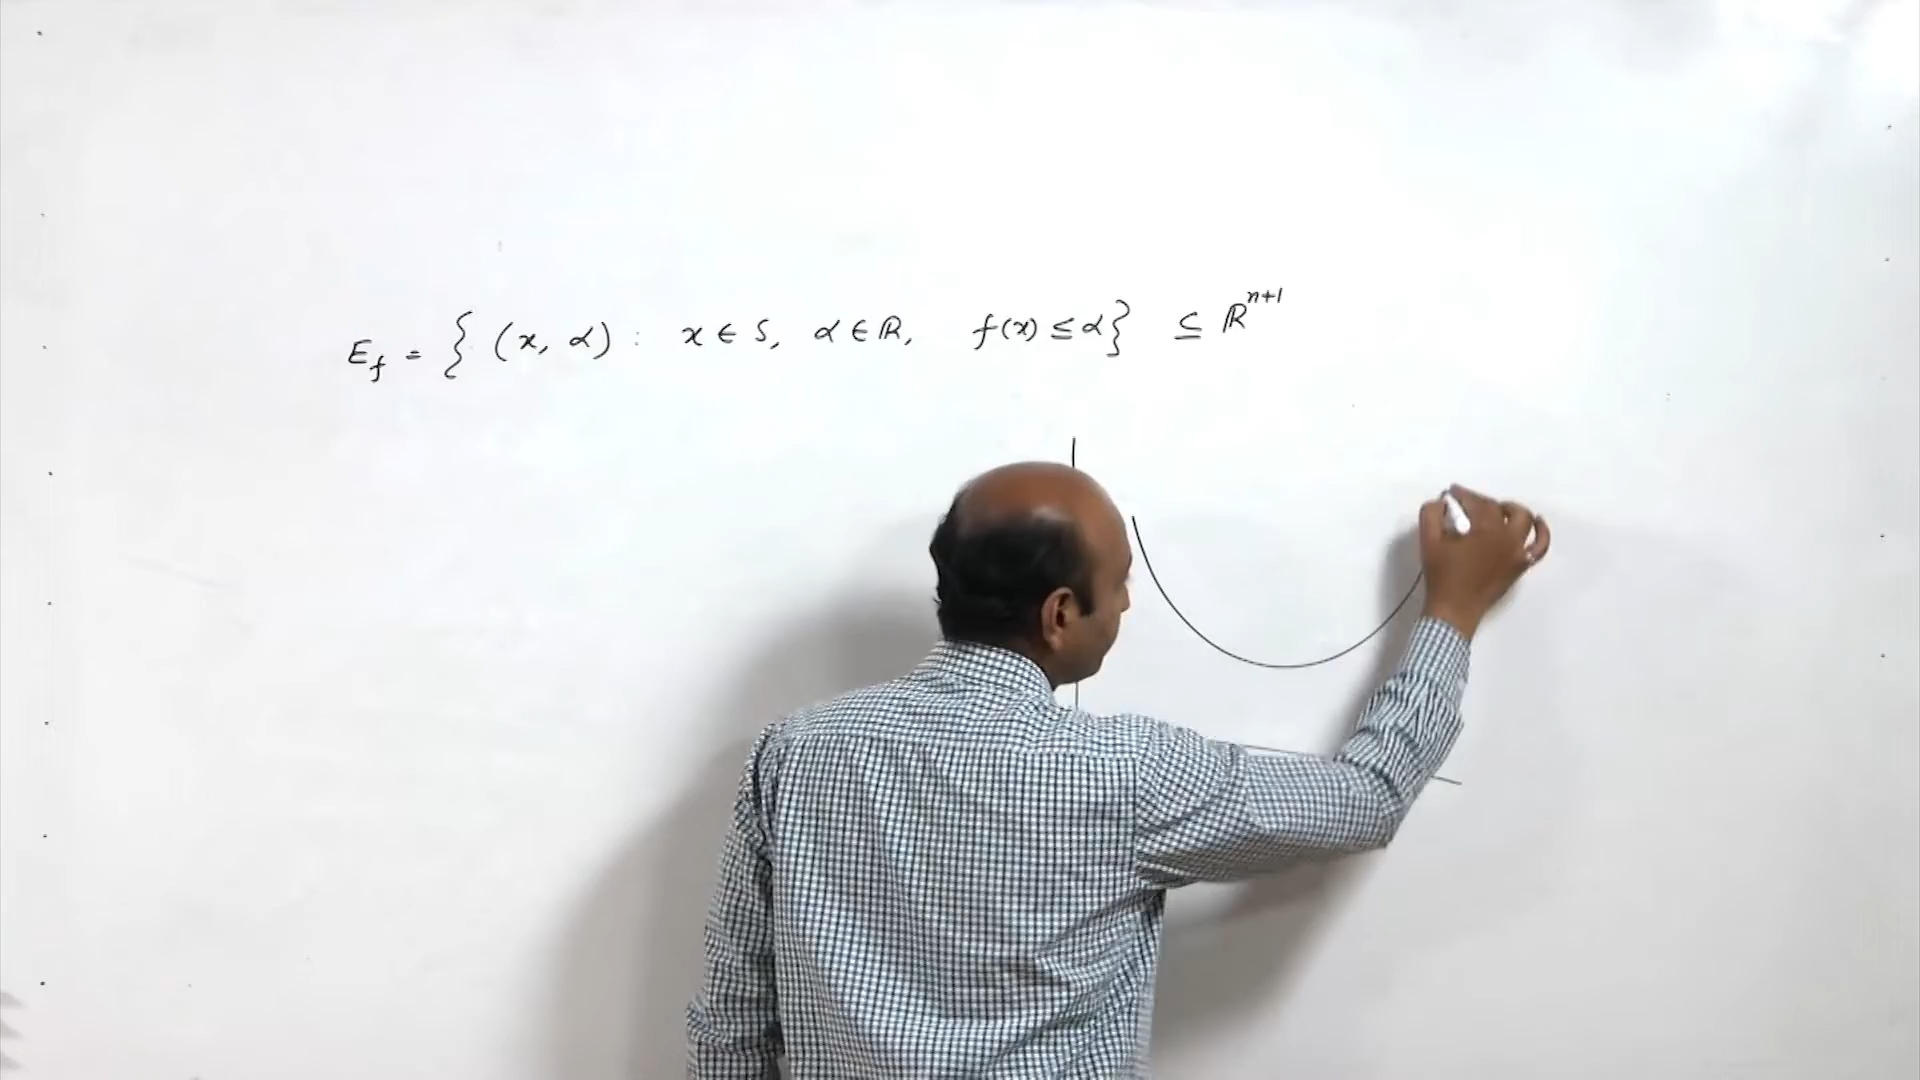 E_f = { (x, α) : x ∈ S, α ∈ ℝ, f(x) ≤ α } ⊆ ℝ^{n+1}